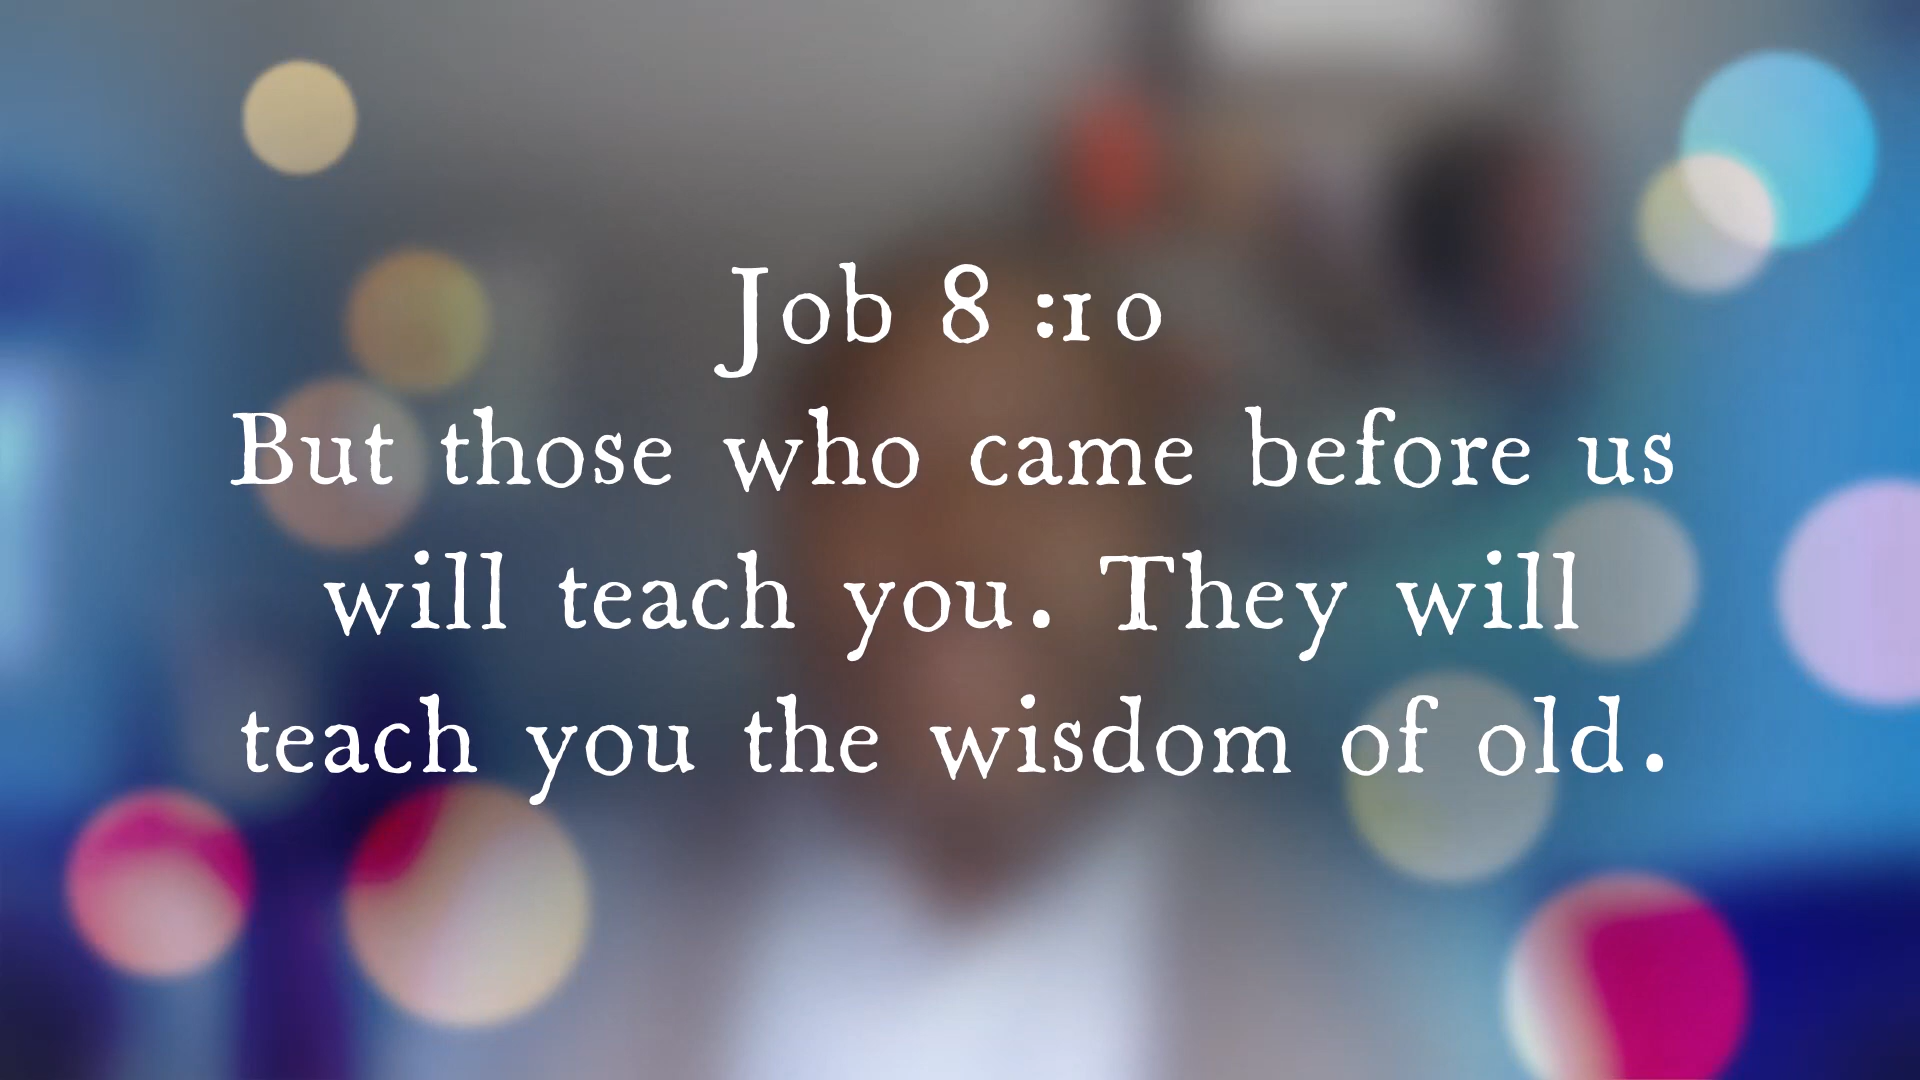 Job 8 :10
But those who came before us
will teach you. They will
teach you the wisdom of old.